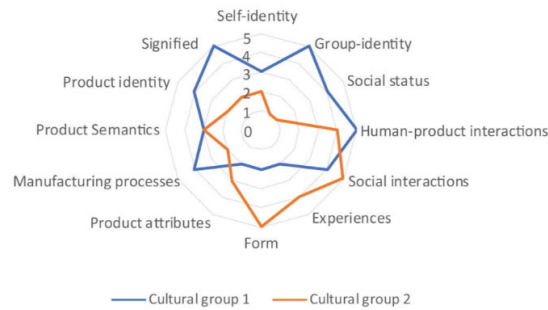 Self-identity
Signified
Group-identity
5
4
3
2
1
0
Product identity
Social status
Product Semantics
Human-product interactions
Manufacturing processes
Social interactions
Product attributes
Experiences
Form
Cultural group 1
Cultural group 2